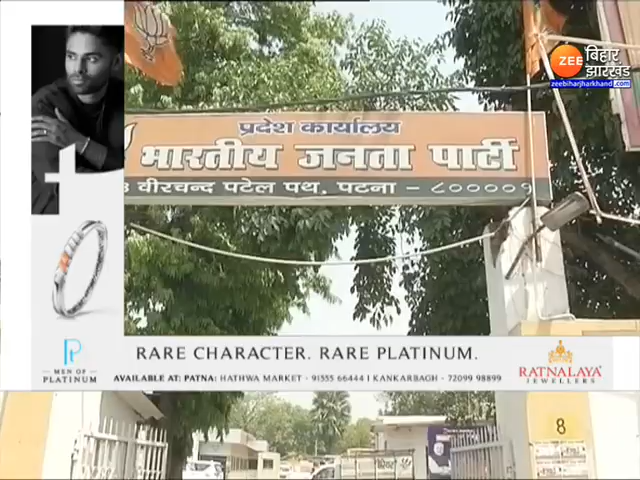 ZEE बिहार झारखंड
zeebiharjharkhand.com
प्रदेश कार्यालय
भारतीय जनता पार्टी
वीरचन्द पटेल पथ, पटना – ८००००१
MEN OF
PLATINUM
RARE CHARACTER. RARE PLATINUM.
AVAILABLE AT: PATNA: HATHWA MARKET - 91555 66444 | KANKARBAGH - 72099 98899
RATNALAYA
JEWELLERS
8